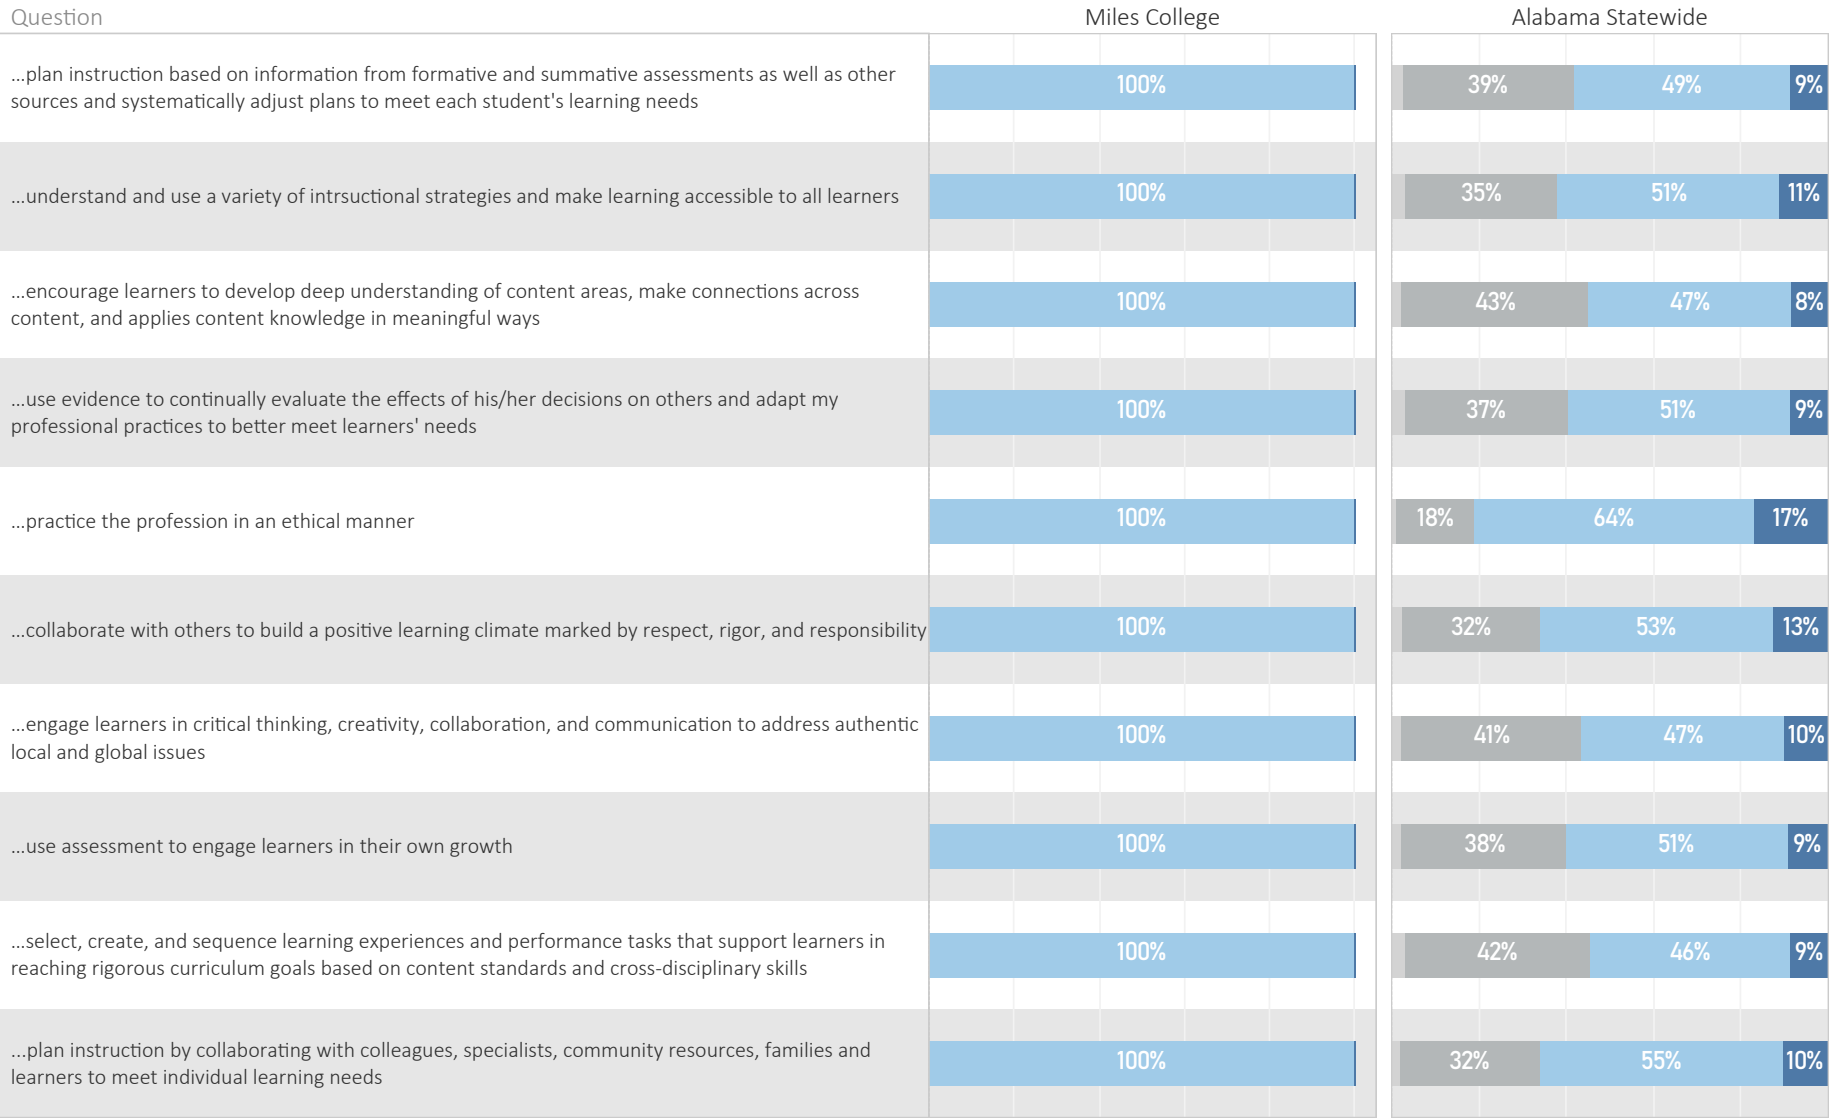 Question Miles College Alabama Statewide
...plan instruction based on information from formative and summative assessments as well as other
sources and systematically adjust plans to meet each student's learning needs
100% 39% 49% 9%
...understand and use a variety of intrsuctional strategies and make learning accessible to all learners
100% 35% 51% 11%
...encourage learners to develop deep understanding of content areas, make connections across
content, and applies content knowledge in meaningful ways
100% 43% 47% 8%
...use evidence to continually evaluate the effects of his/her decisions on others and adapt my
professional practices to better meet learners' needs
100% 37% 51% 9%
...practice the profession in an ethical manner
100% 18% 64% 17%
...collaborate with others to build a positive learning climate marked by respect, rigor, and responsibility
100% 32% 53% 13%
...engage learners in critical thinking, creativity, collaboration, and communication to address authentic
local and global issues
100% 41% 47% 10%
...use assessment to engage learners in their own growth
100% 38% 51% 9%
...select, create, and sequence learning experiences and performance tasks that support learners in
reaching rigorous curriculum goals based on content standards and cross-disciplinary skills
100% 42% 46% 9%
...plan instruction by collaborating with colleagues, specialists, community resources, families and
learners to meet individual learning needs
100% 32% 55% 10%